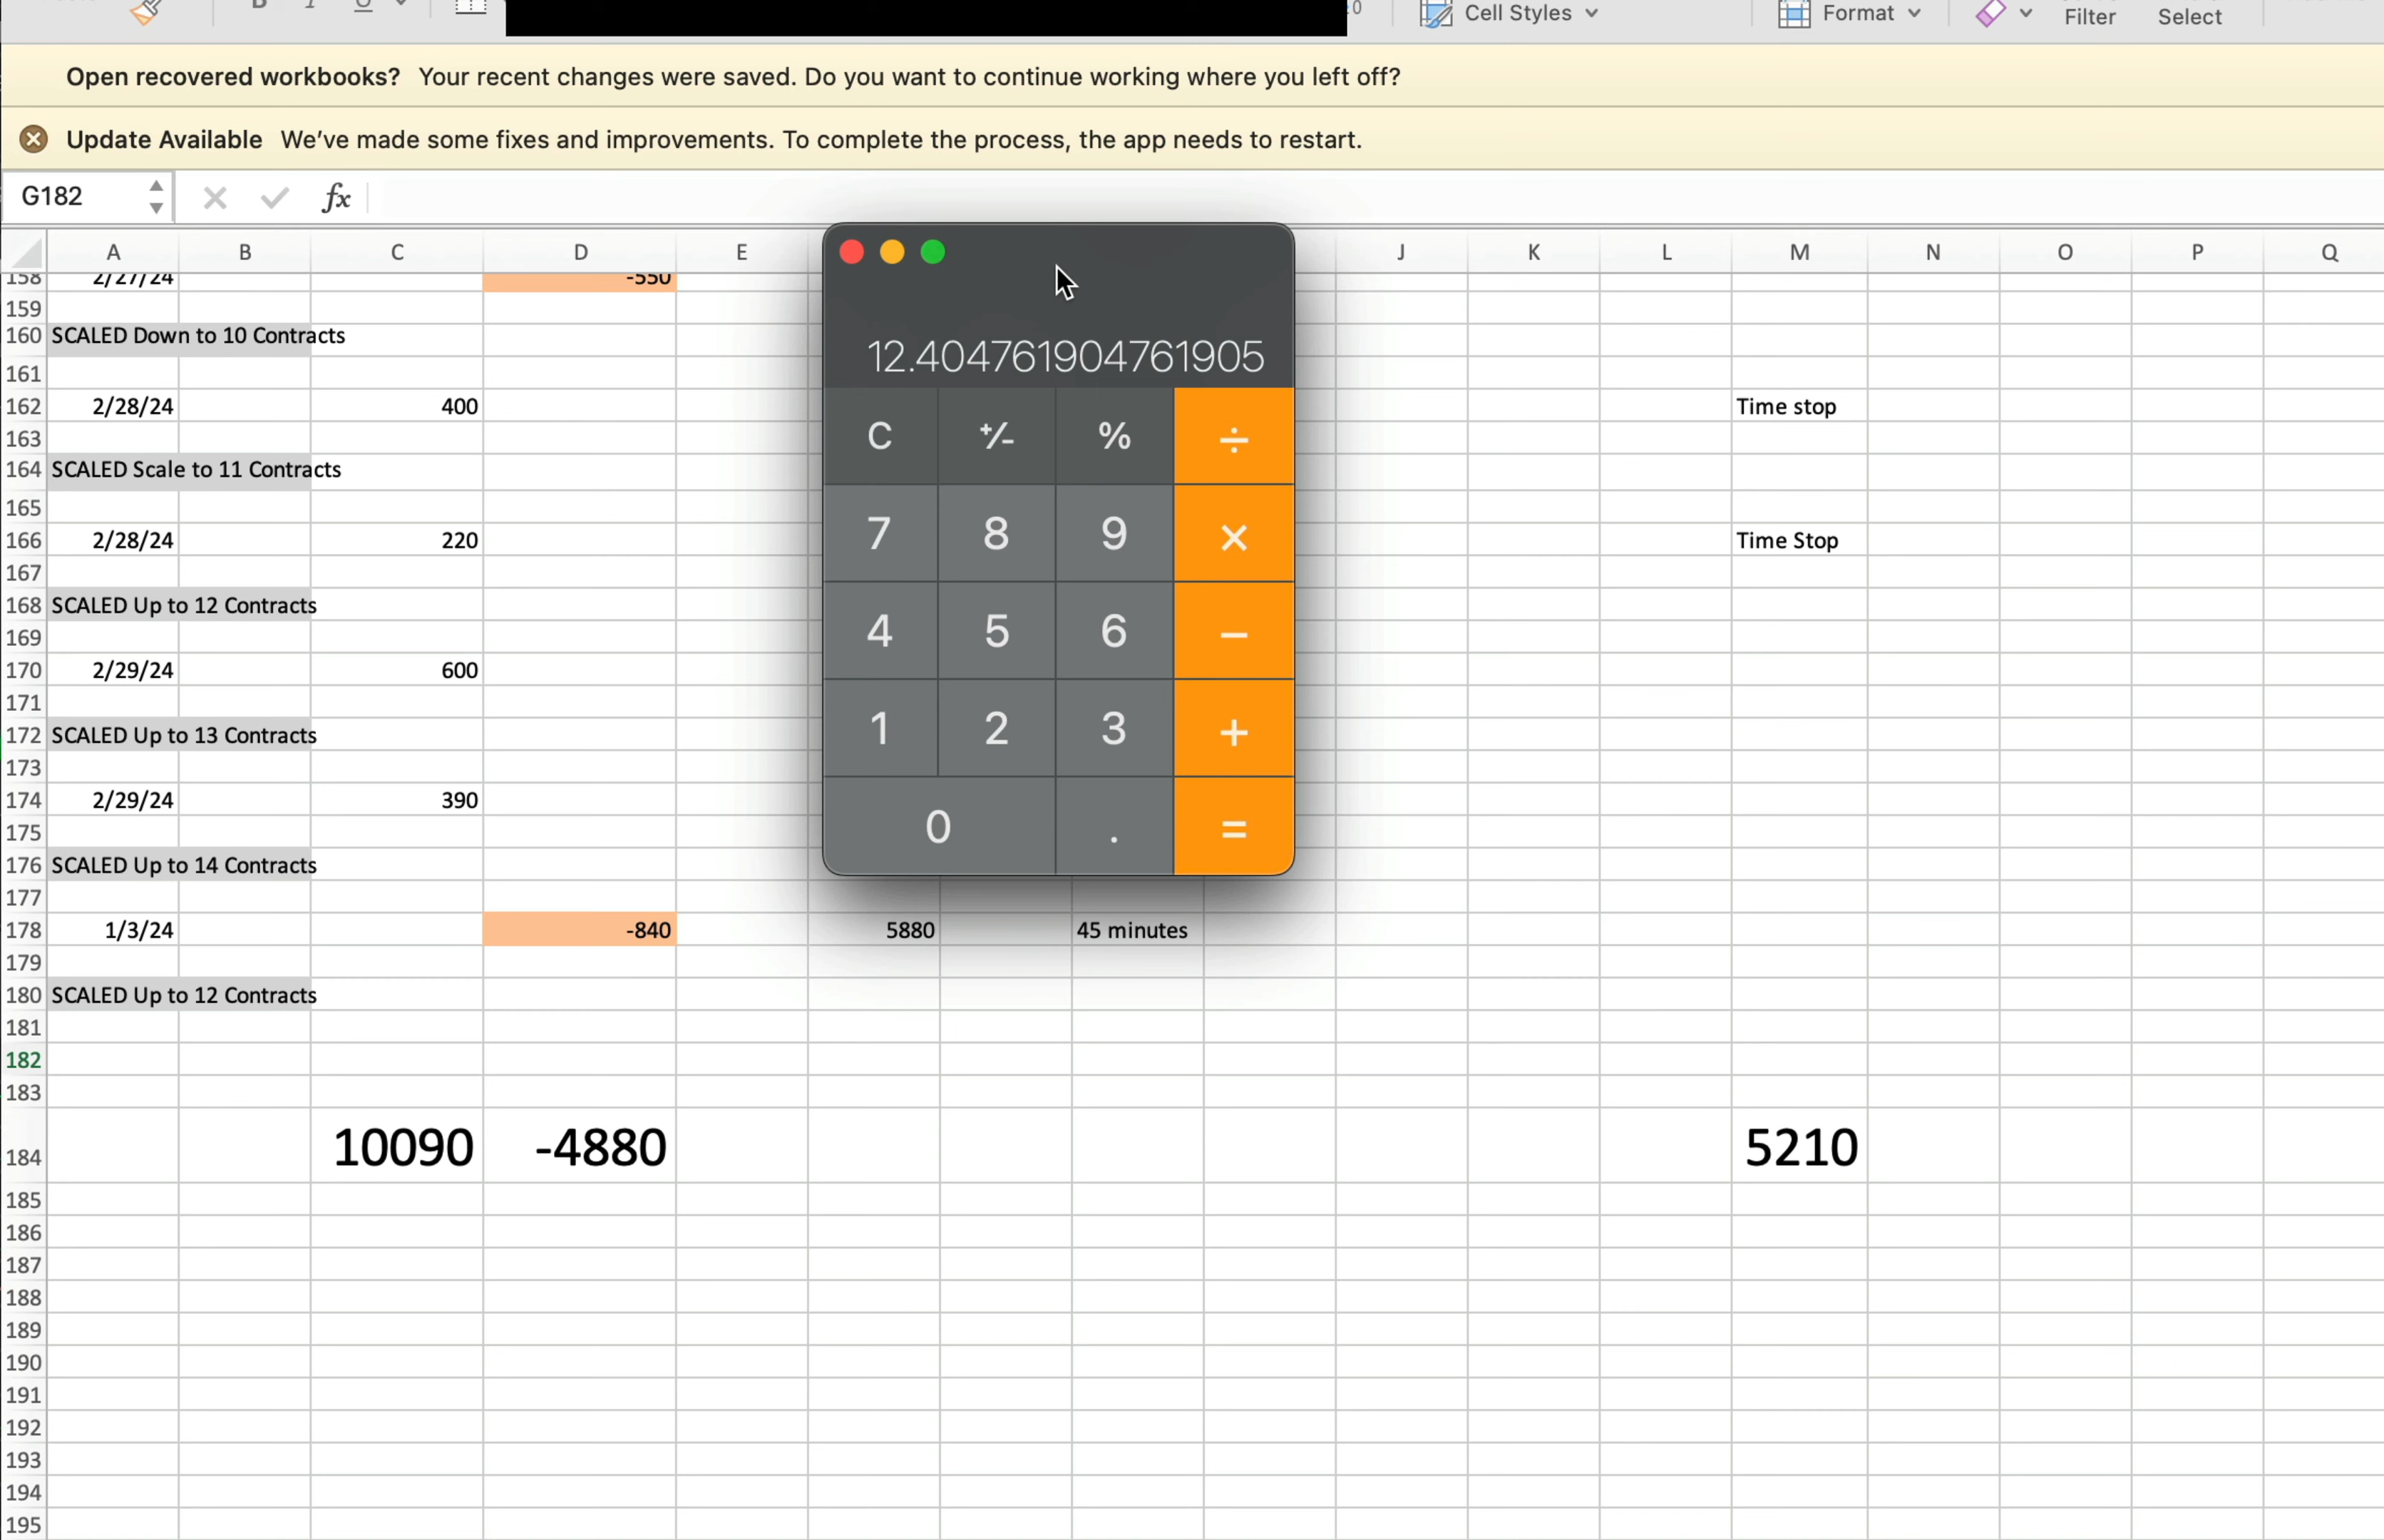 Cell Styles Format Filter Select
Open recovered workbooks? Your recent changes were saved. Do you want to continue working where you left off?
Update Available We've made some fixes and improvements. To complete the process, the app needs to restart.
G182 fx
A B C D E J K L M N O P Q
158 2/27/24 -550
159
160 SCALED Down to 10 Contracts
161
162 2/28/24 400 Time stop
163
164 SCALED Scale to 11 Contracts
165
166 2/28/24 220 Time Stop
167
168 SCALED Up to 12 Contracts
169
170 2/29/24 600
171
172 SCALED Up to 13 Contracts
173
174 2/29/24 390
175
176 SCALED Up to 14 Contracts
177
178 1/3/24 -840 5880 45 minutes
179
180 SCALED Up to 12 Contracts
181
182
183
184 10090 -4880 5210
185
186
187
188
189
190
191
192
193
194
195
12.404761904761905
C ⁺∕₋ % ÷
7 8 9 ×
4 5 6 −
1 2 3 +
0 . =